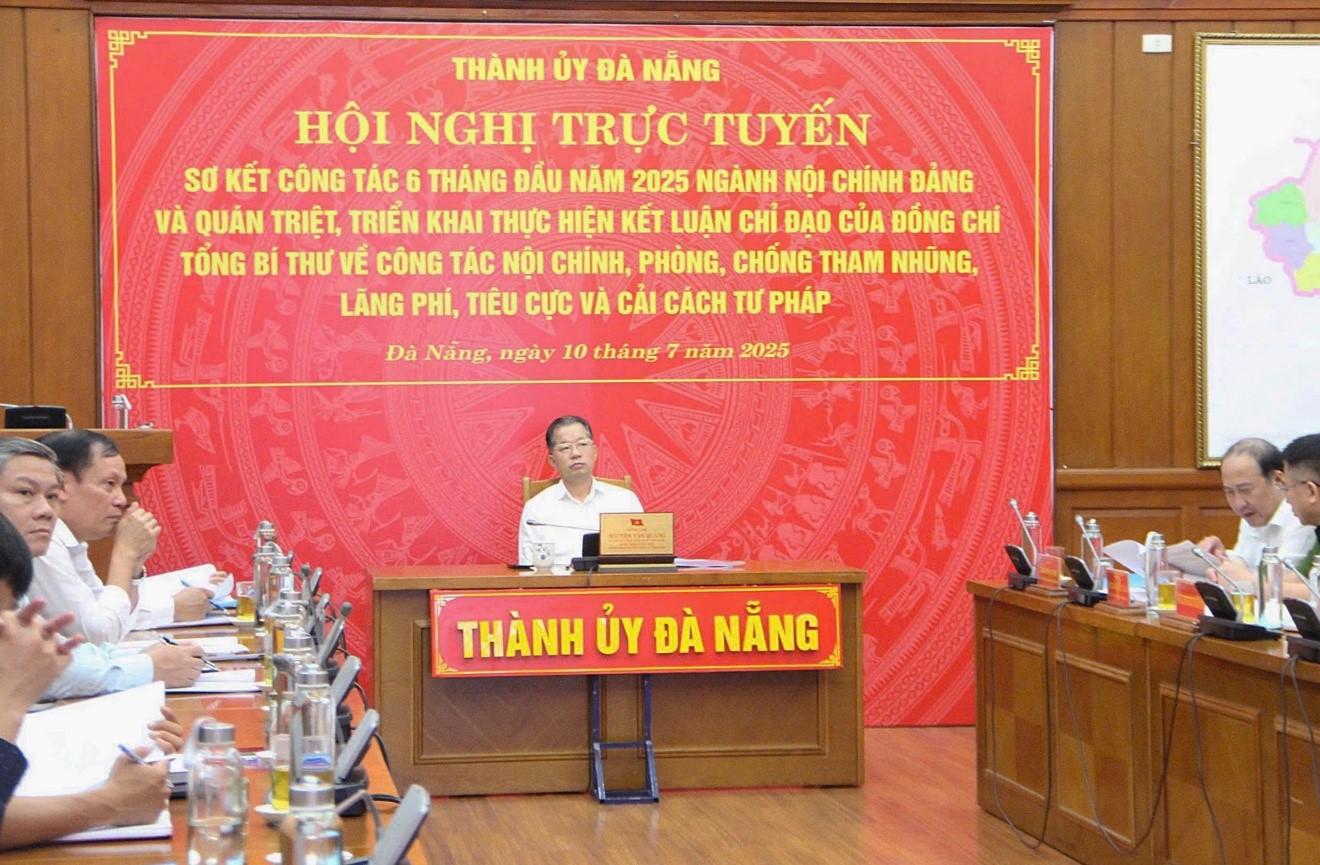 THÀNH ỦY ĐÀ NẴNG
HỘI NGHỊ TRỰC TUYẾN
SƠ KẾT CÔNG TÁC 6 THÁNG ĐẦU NĂM 2025 NGÀNH NỘI CHÍNH ĐẢNG
VÀ QUÁN TRIỆT, TRIỂN KHAI THỰC HIỆN KẾT LUẬN CHỈ ĐẠO CỦA ĐỒNG CHÍ
TỔNG BÍ THƯ VỀ CÔNG TÁC NỘI CHÍNH, PHÒNG, CHỐNG THAM NHŨNG,
LÃNG PHÍ, TIÊU CỰC VÀ CẢI CÁCH TƯ PHÁP
Đà Nẵng, ngày 10 tháng 7 năm 2025
LÀO
NGUYỄN VĂN QUẢNG
THÀNH ỦY ĐÀ NẴNG